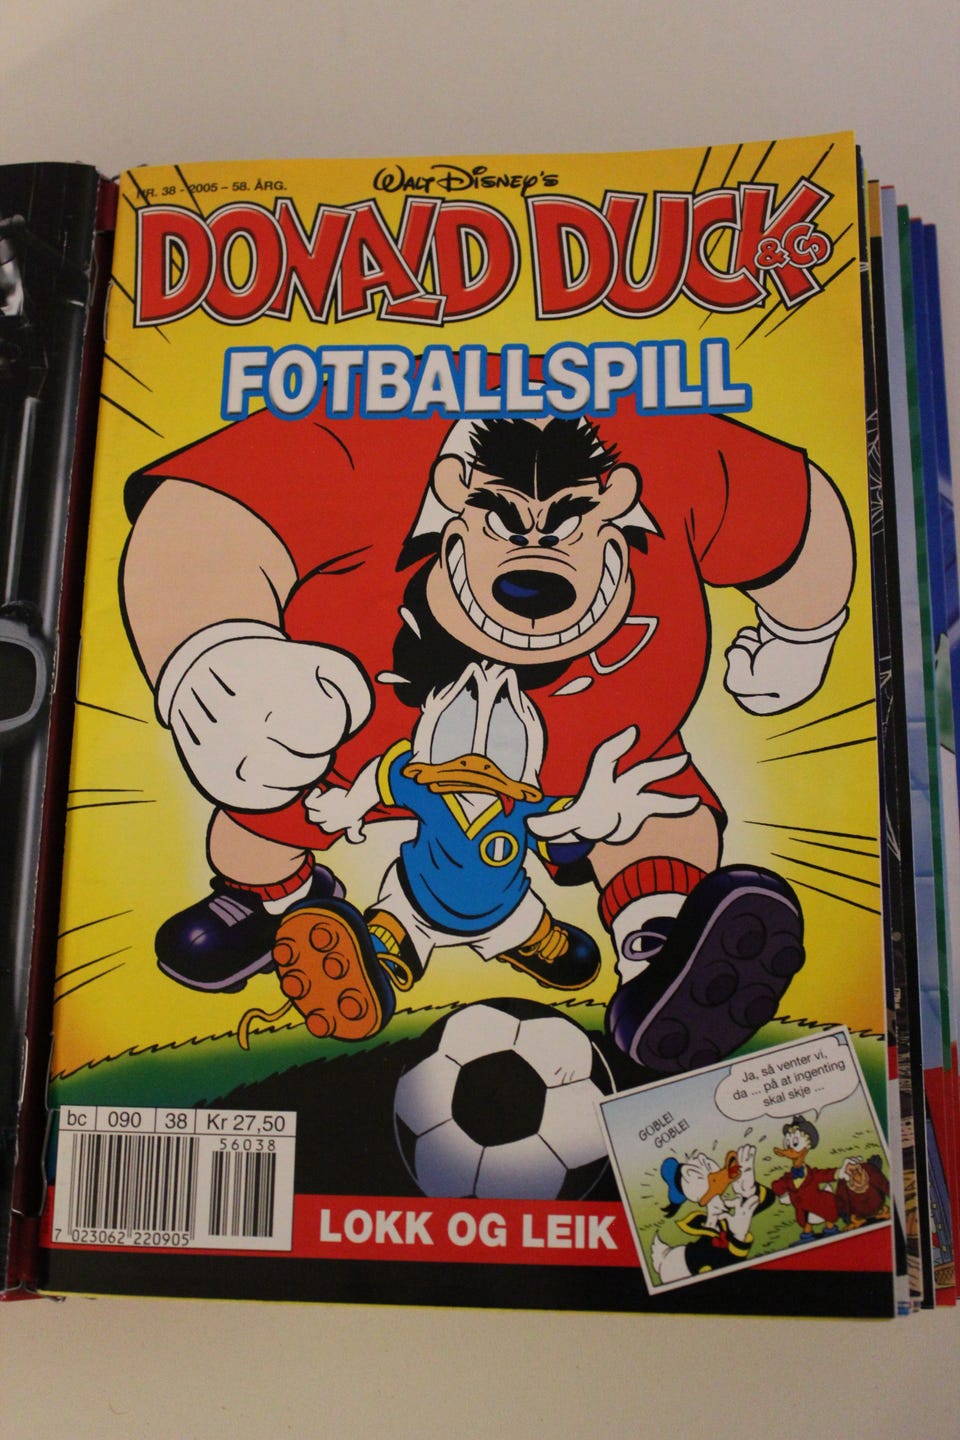 NR. 38 - 2005 – 58. ÅRG.
WALT DISNEY'S
DONALD DUCK
& Co
FOTBALLSPILL
Ja, så venter vi,
da ... på at ingenting
skal skje ...
GOBLE!
GOBLE!
bc 090 38 Kr 27,50
56038
7 023062 220905
LOKK OG LEIK